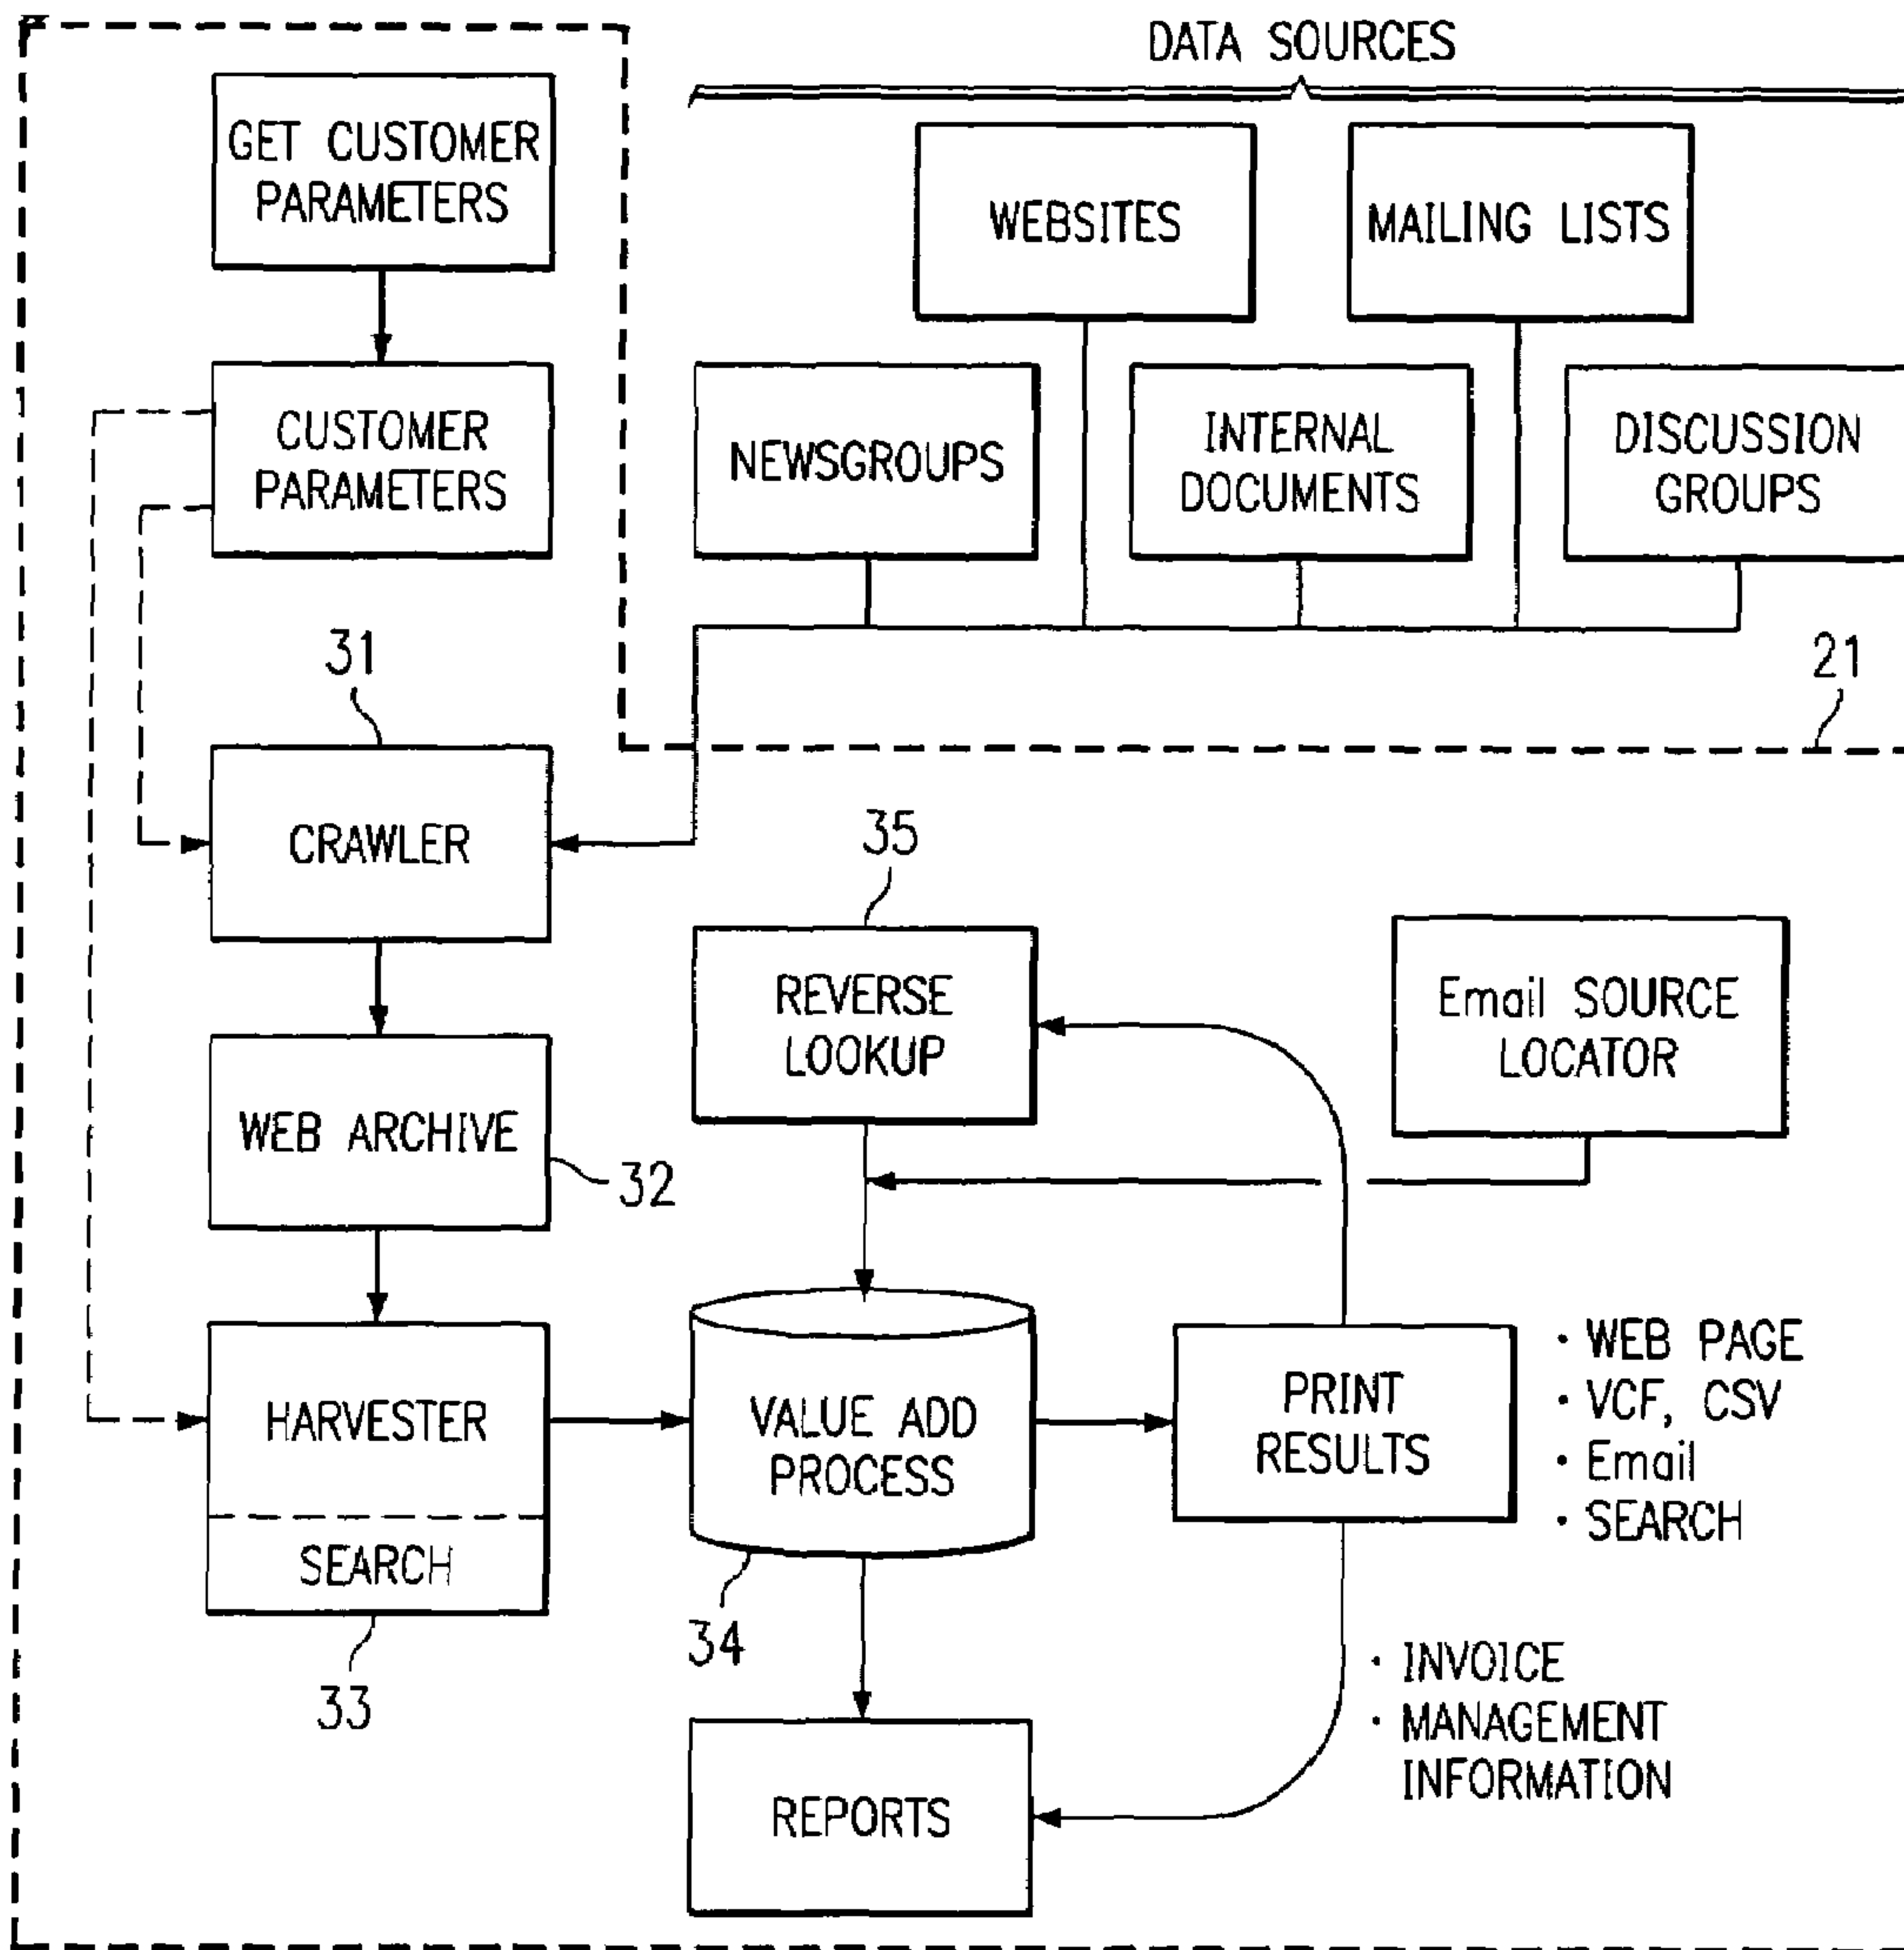 DATA SOURCES
GET CUSTOMER
PARAMETERS
WEBSITES
MAILING LISTS
CUSTOMER
PARAMETERS
NEWSGROUPS
INTERNAL
DOCUMENTS
DISCUSSION
GROUPS
31
21
CRAWLER
35
REVERSE
LOOKUP
Email SOURCE
LOCATOR
WEB ARCHIVE
32
HARVESTER
SEARCH
33
VALUE ADD
PROCESS
34
PRINT
RESULTS
· WEB PAGE
· VCF, CSV
· Email
· SEARCH
· INVOICE
· MANAGEMENT
INFORMATION
REPORTS